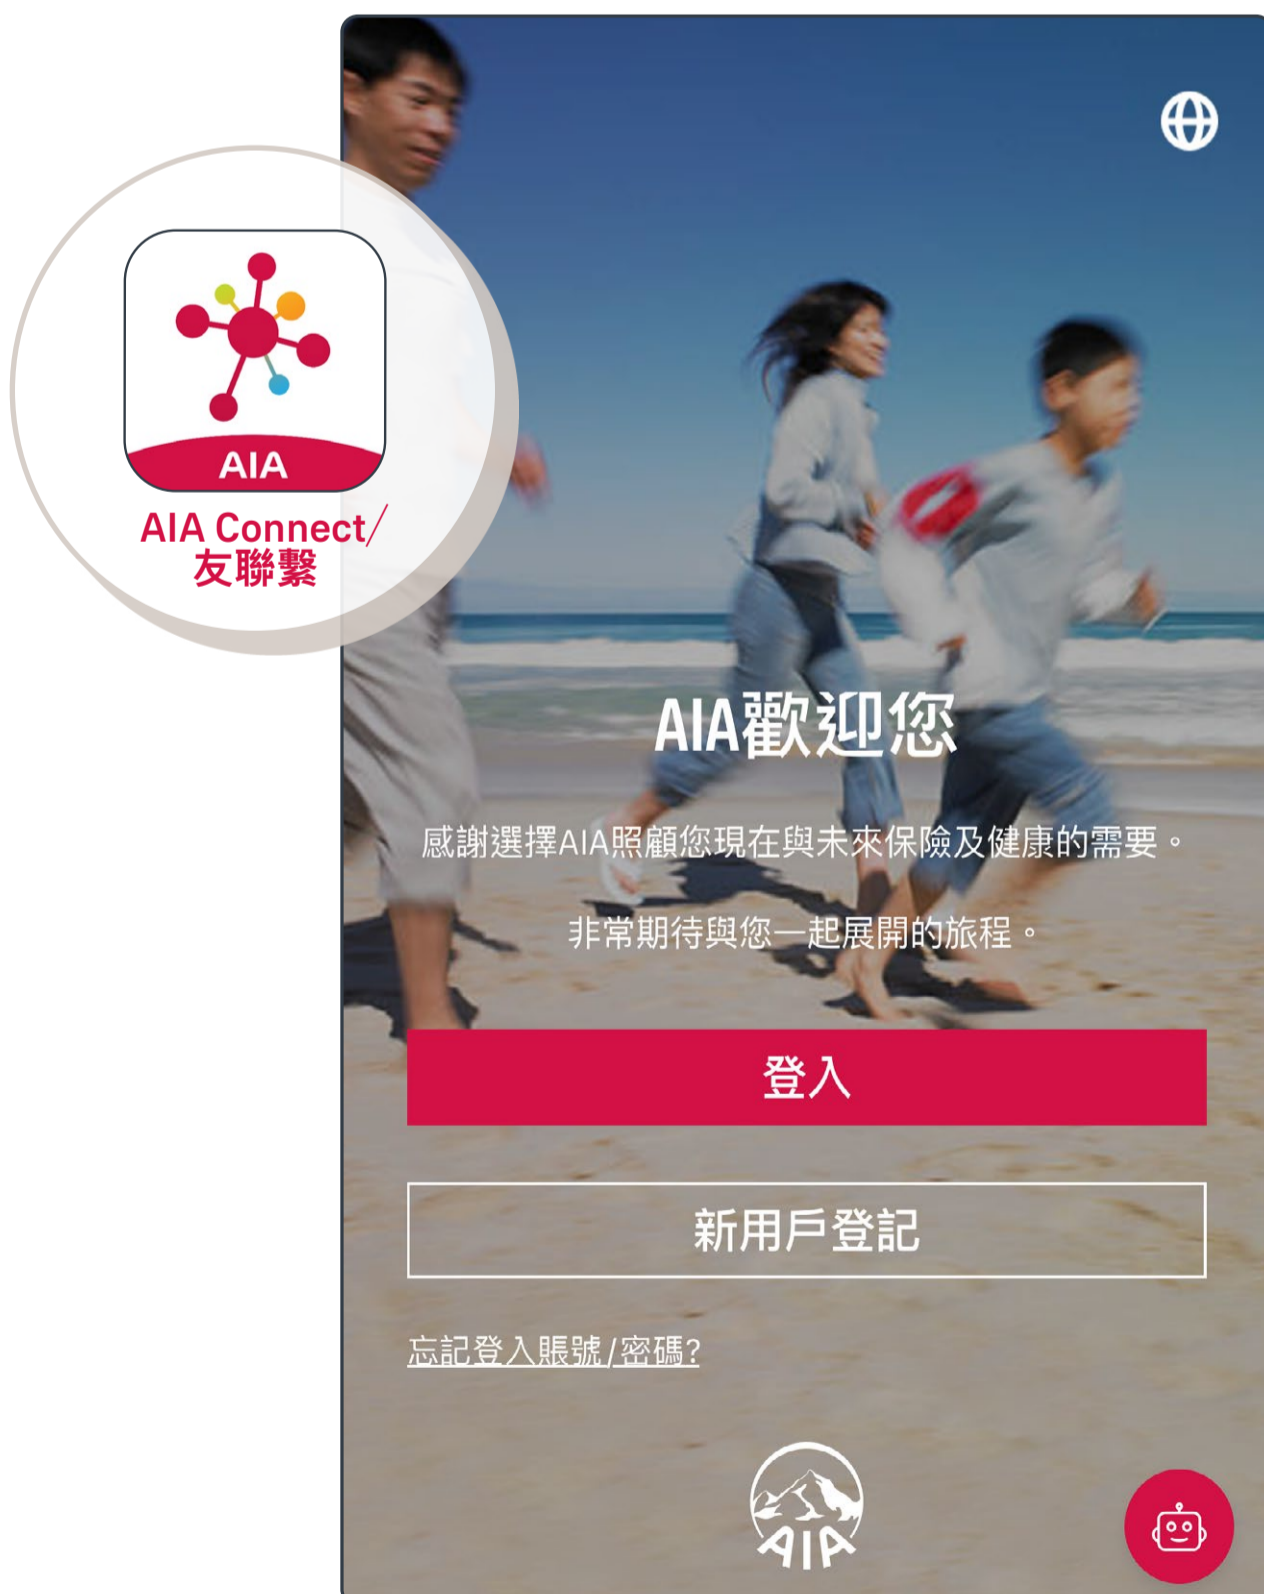 AIA
AIA Connect/
友聯繫
AIA歡迎您
感謝選擇AIA照顧您現在與未來保險及健康的需要。
非常期待與您一起展開的旅程。
登入
新用戶登記
忘記登入賬號/密碼?
AIA